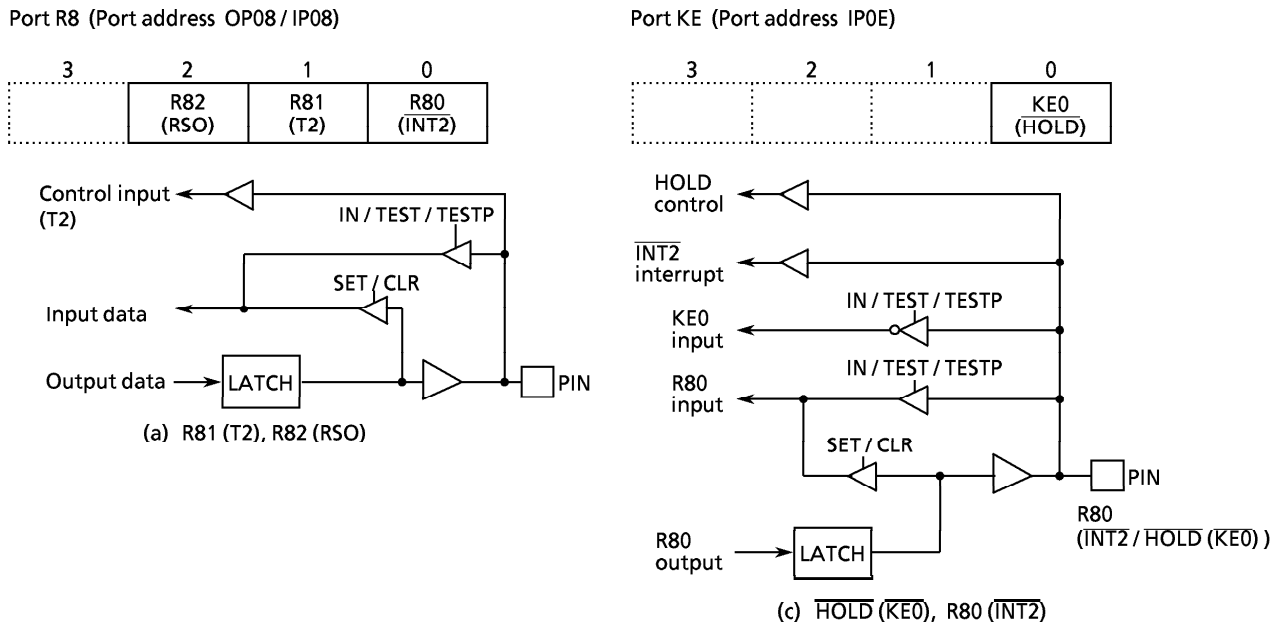 Port R8 (Port address OP08 / IP08)
3 2 1 0
R82 (RSO)
R81 (T2)
R80 (INT2)
Control input (T2)
IN / TEST / TESTP
SET / CLR
Input data
Output data
LATCH
PIN
(a) R81 (T2), R82 (RSO)
Port KE (Port address IP0E)
3 2 1 0
KE0
(HOLD)
HOLD
control
INT2
interrupt
IN / TEST / TESTP
KE0
input
IN / TEST / TESTP
R80
input
SET / CLR
PIN
R80
(INT2 / HOLD (KE0) )
R80
output
LATCH
(c) HOLD (KE0), R80 (INT2)